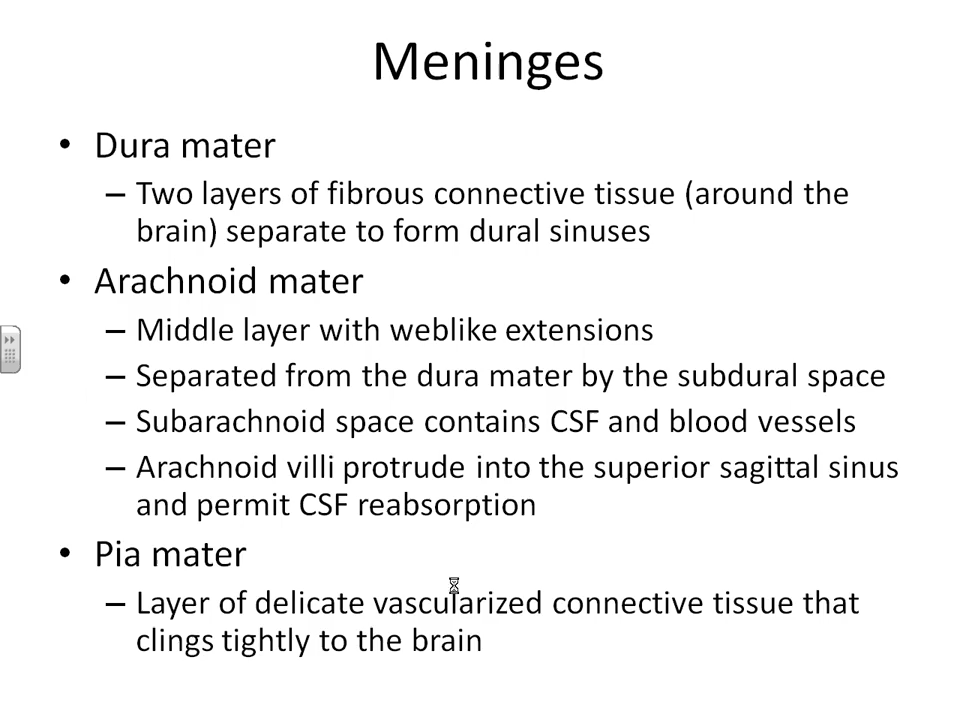 Meninges
• Dura mater
– Two layers of fibrous connective tissue (around the
brain) separate to form dural sinuses
• Arachnoid mater
– Middle layer with weblike extensions
– Separated from the dura mater by the subdural space
– Subarachnoid space contains CSF and blood vessels
– Arachnoid villi protrude into the superior sagittal sinus
and permit CSF reabsorption
• Pia mater
– Layer of delicate vascularized connective tissue that
clings tightly to the brain